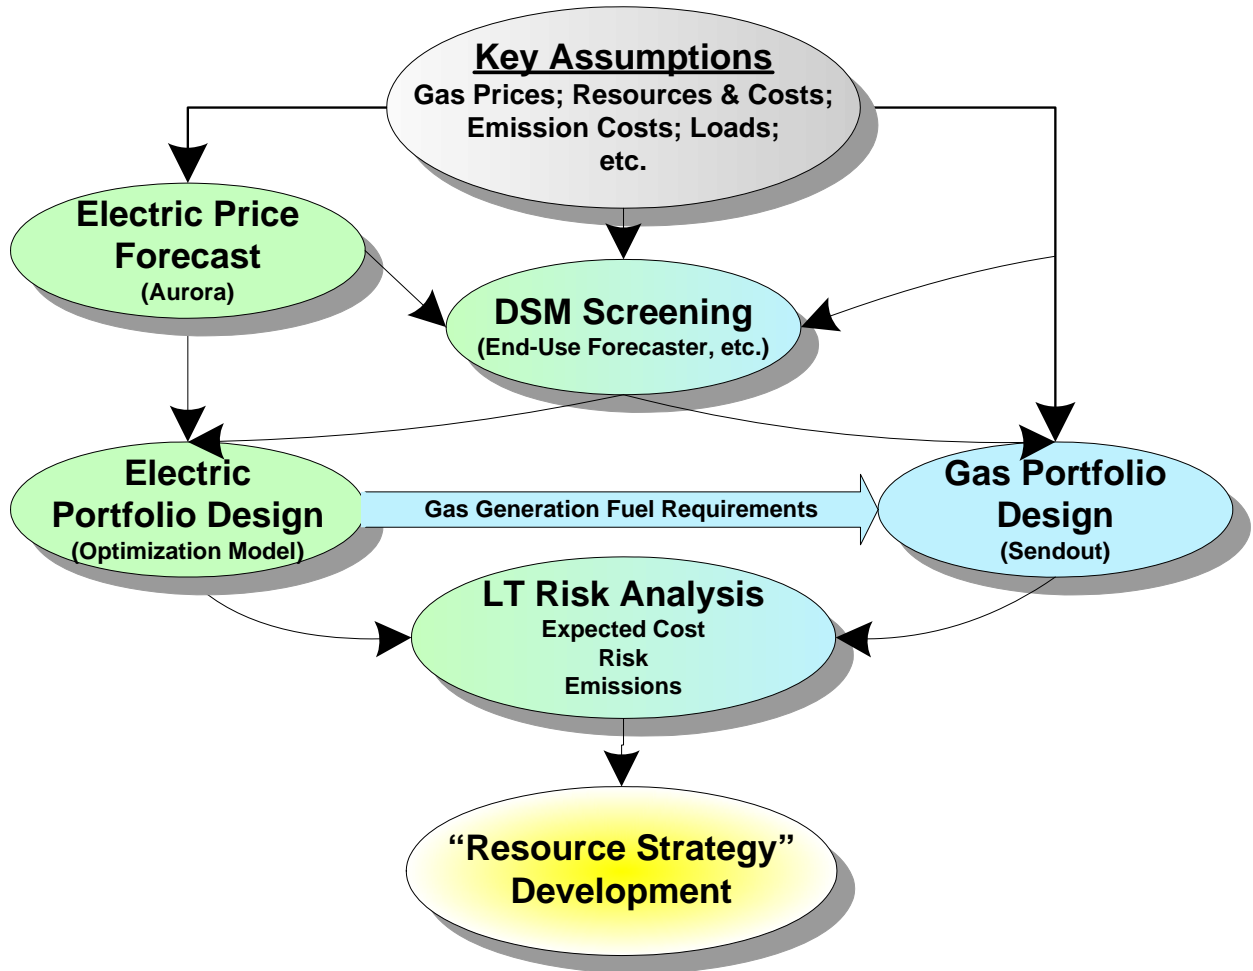 Key Assumptions
Gas Prices; Resources & Costs;
Emission Costs; Loads;
etc.
Electric Price
Forecast
(Aurora)
DSM Screening
(End-Use Forecaster, etc.)
Electric
Portfolio Design
(Optimization Model)
Gas Generation Fuel Requirements
Gas Portfolio
Design
(Sendout)
LT Risk Analysis
Expected Cost
Risk
Emissions
“Resource Strategy”
Development